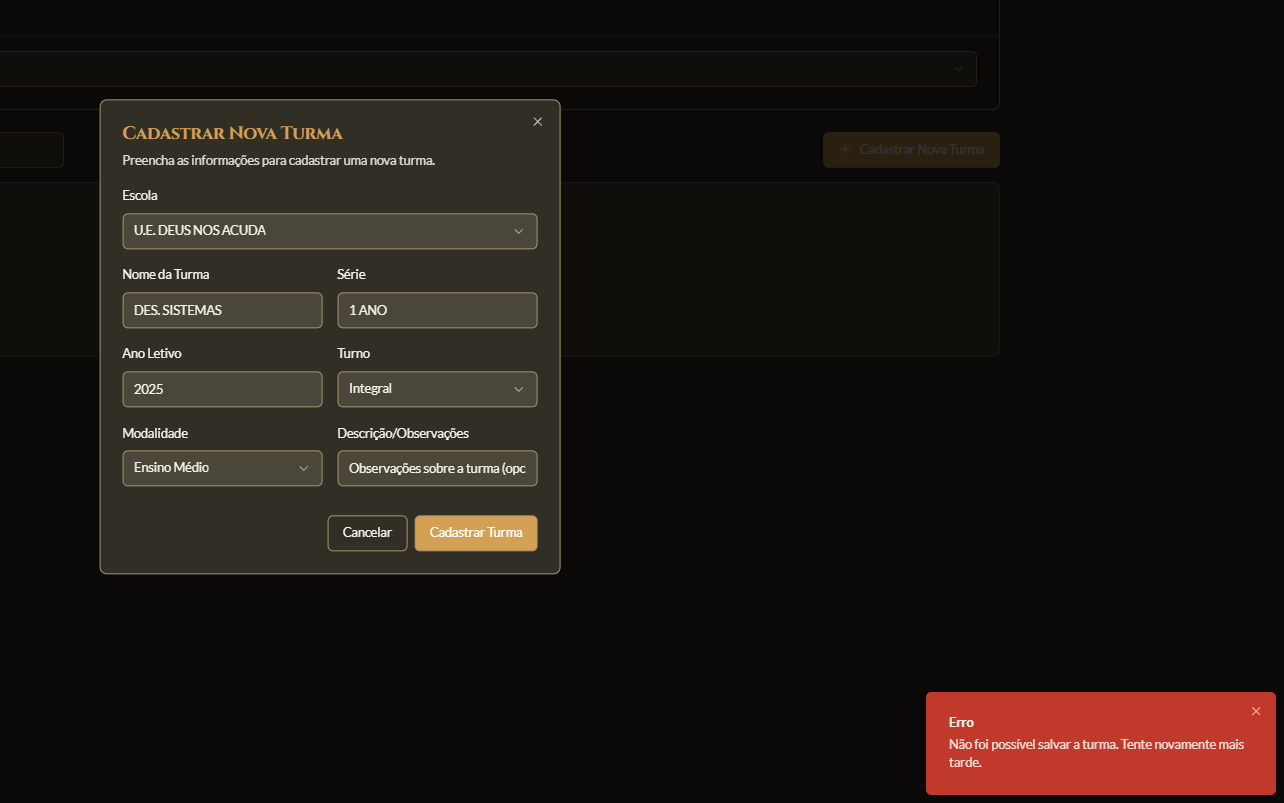 Cadastrar Nova Turma
Preencha as informações para cadastrar uma nova turma.
Escola
U.E. DEUS NOS ACUDA
Nome da Turma
Série
DES. SISTEMAS
1 ANO
Ano Letivo
Turno
2025
Integral
Modalidade
Descrição/Observações
Ensino Médio
Observações sobre a turma (opc
Cancelar
Cadastrar Turma
+ Cadastrar Nova Turma
Erro
Não foi possível salvar a turma. Tente novamente mais
tarde.